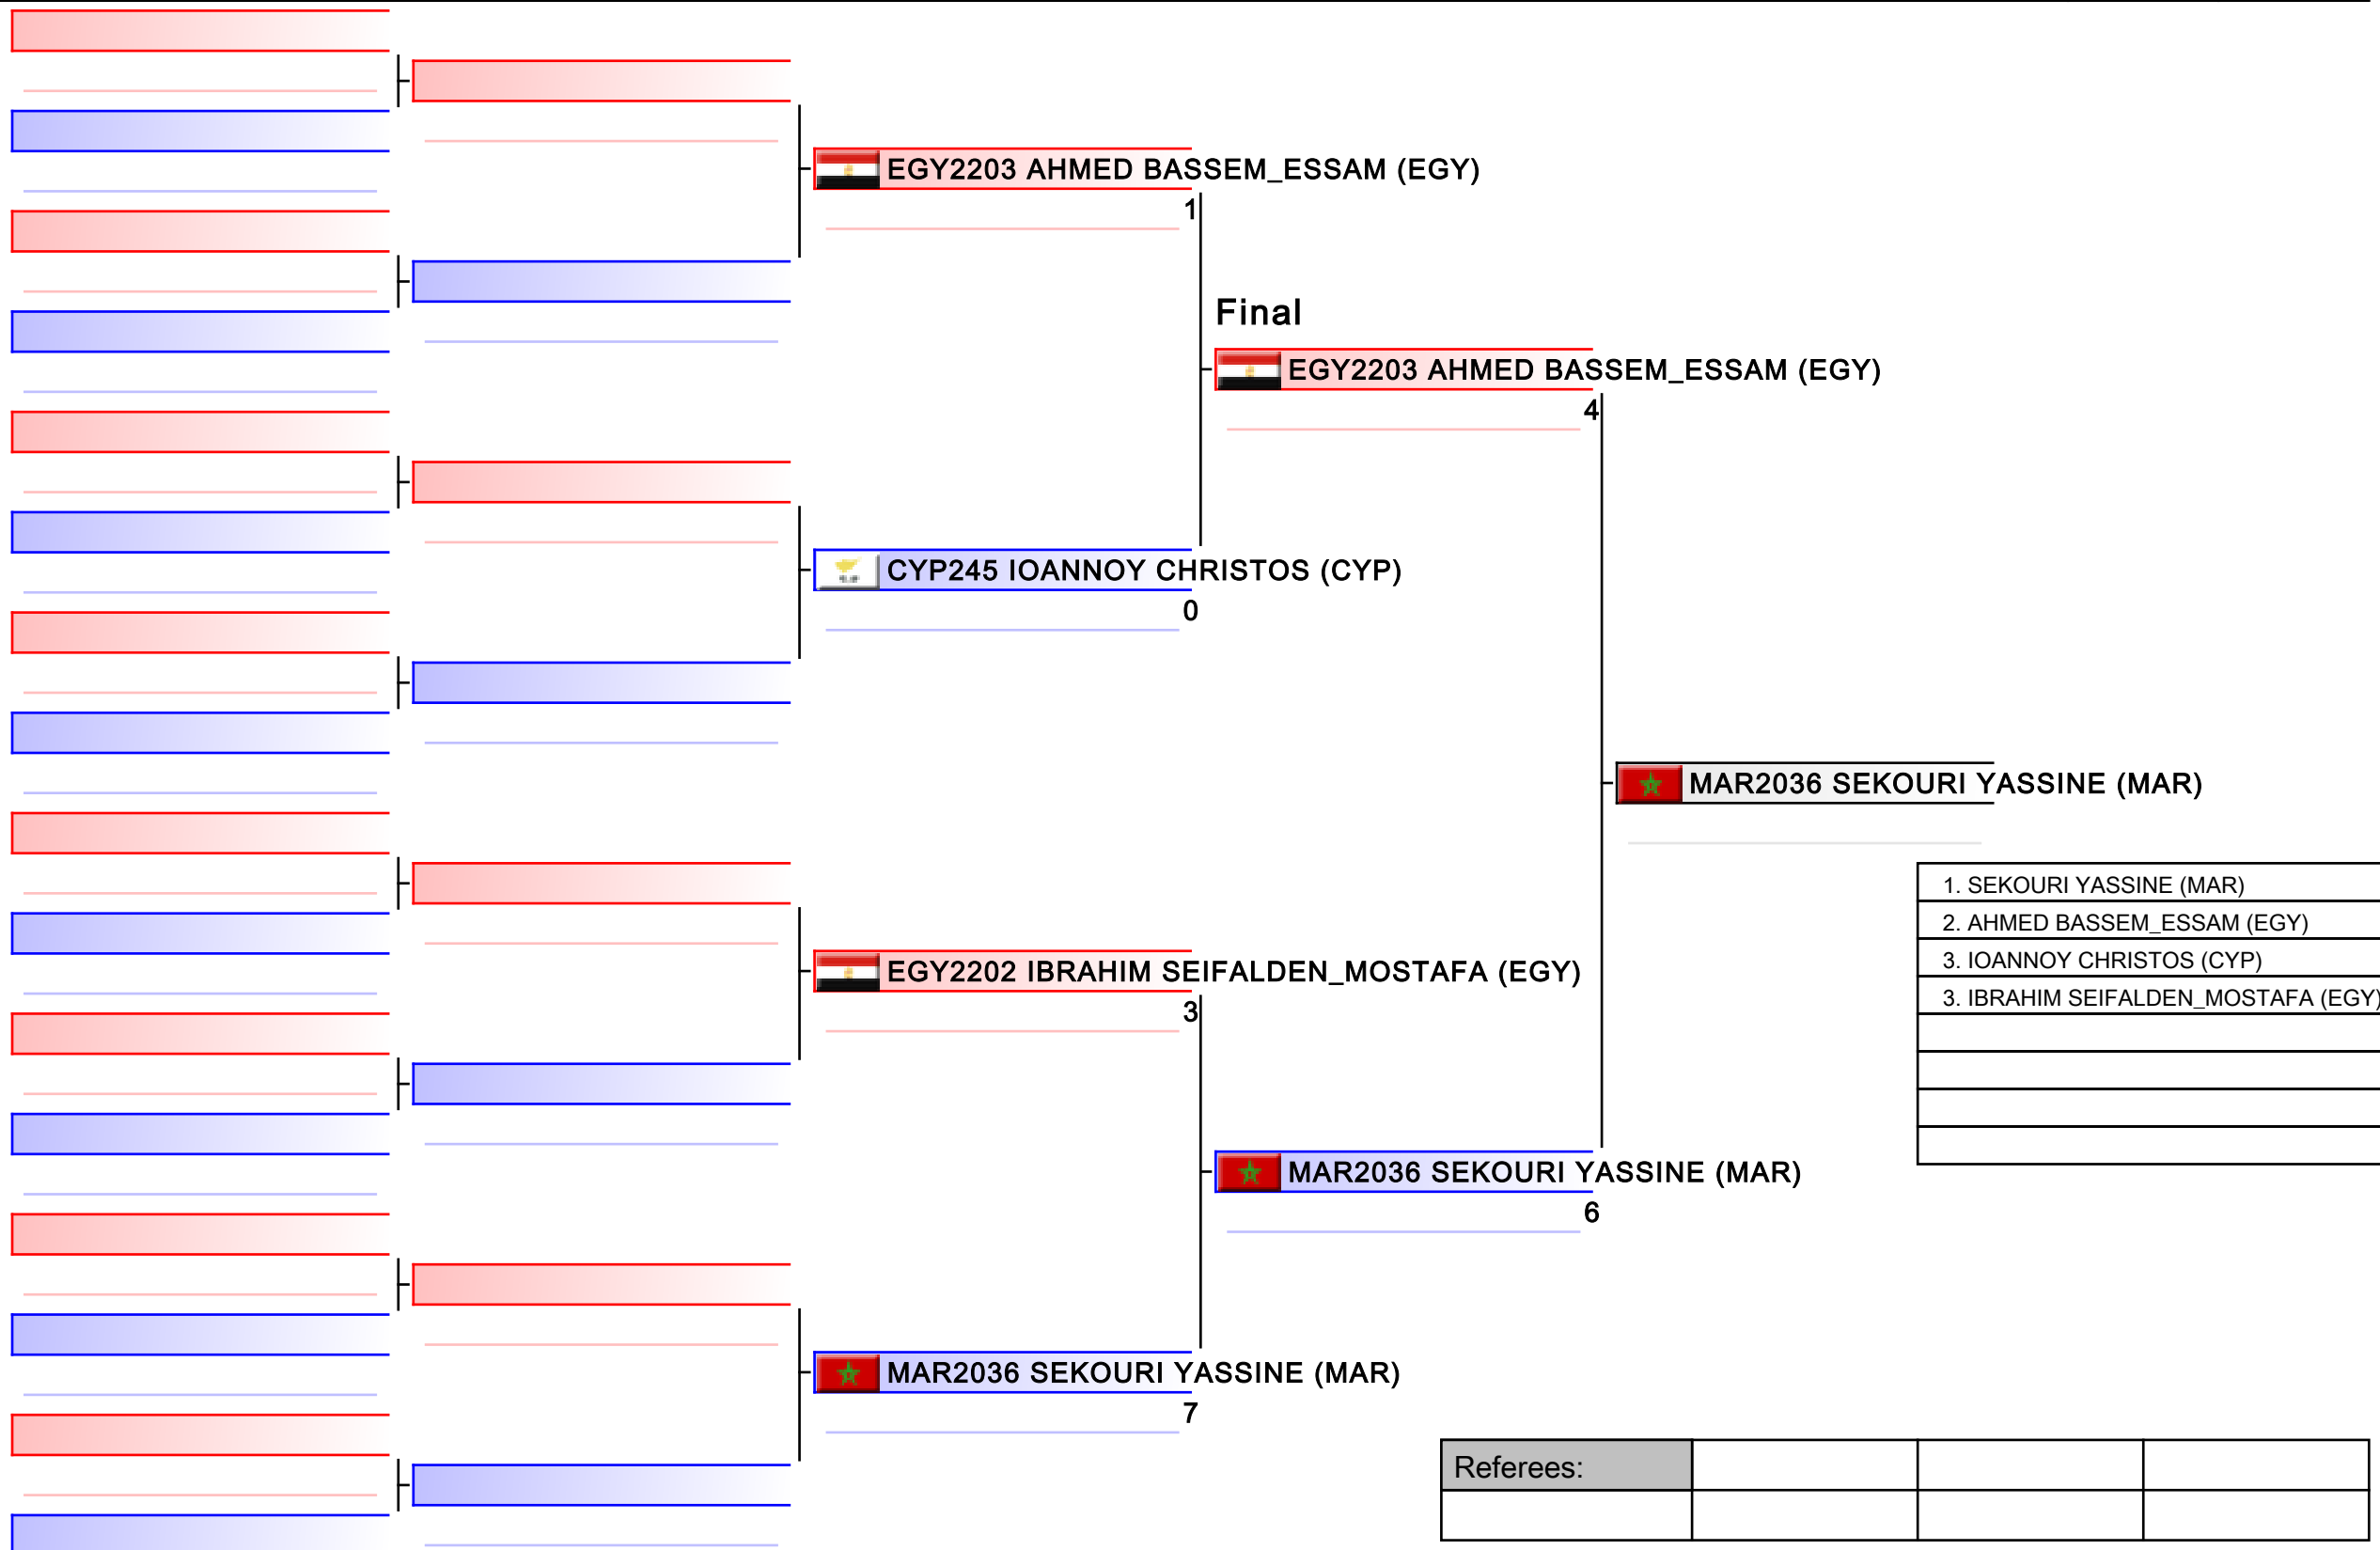 EGY2203 AHMED BASSEM_ESSAM (EGY)
1
Final
EGY2203 AHMED BASSEM_ESSAM (EGY)
4
CYP245 IOANNOY CHRISTOS (CYP)
0
MAR2036 SEKOURI YASSINE (MAR)
1. SEKOURI YASSINE (MAR)
2. AHMED BASSEM_ESSAM (EGY)
3. IOANNOY CHRISTOS (CYP)
3. IBRAHIM SEIFALDEN_MOSTAFA (EGY)
EGY2202 IBRAHIM SEIFALDEN_MOSTAFA (EGY)
3
MAR2036 SEKOURI YASSINE (MAR)
6
MAR2036 SEKOURI YASSINE (MAR)
7
Referees: